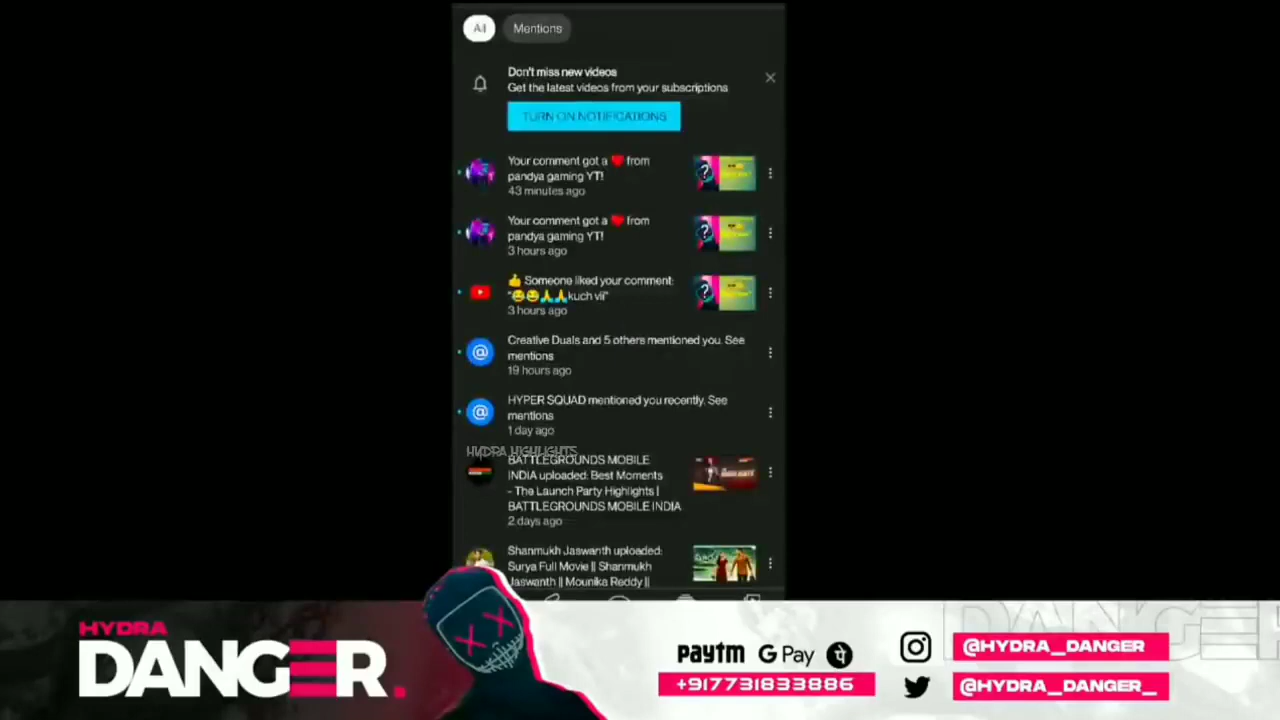 All
Mentions
Don't miss new videos
Get the latest videos from your subscriptions
TURN ON NOTIFICATIONS
Your comment got a ❤️ from
pandya gaming YT!
43 minutes ago
Your comment got a ❤️ from
pandya gaming YT!
3 hours ago
👍 Someone liked your comment:
"😂😂🙏🙏kuch vii"
3 hours ago
Creative Duals and 5 others mentioned you. See
mentions
19 hours ago
HYPER SQUAD mentioned you recently. See
mentions
1 day ago
HYDRA HIGHLIGHTS
BATTLEGROUNDS MOBILE
INDIA uploaded: Best Moments
- The Launch Party Highlights |
BATTLEGROUNDS MOBILE INDIA
2 days ago
Shanmukh Jaswanth uploaded:
Surya Full Movie || Shanmukh
Jaswanth || Mounika Reddy ||
HYDRA
DANGER.
paytm G Pay पे
+917731833886
@HYDRA_DANGER
@HYDRA_DANGER_
DANGER